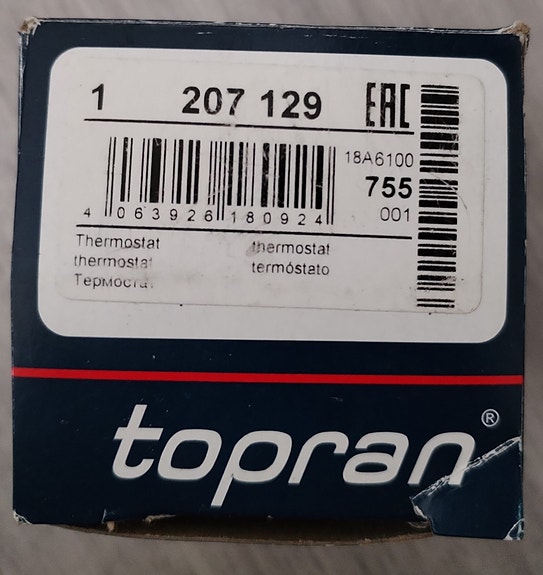 1 207 129 EAC
18A6100
755
001
4 063926 180924
Thermostat thermostat
thermostat termóstato
Термостат
topran®